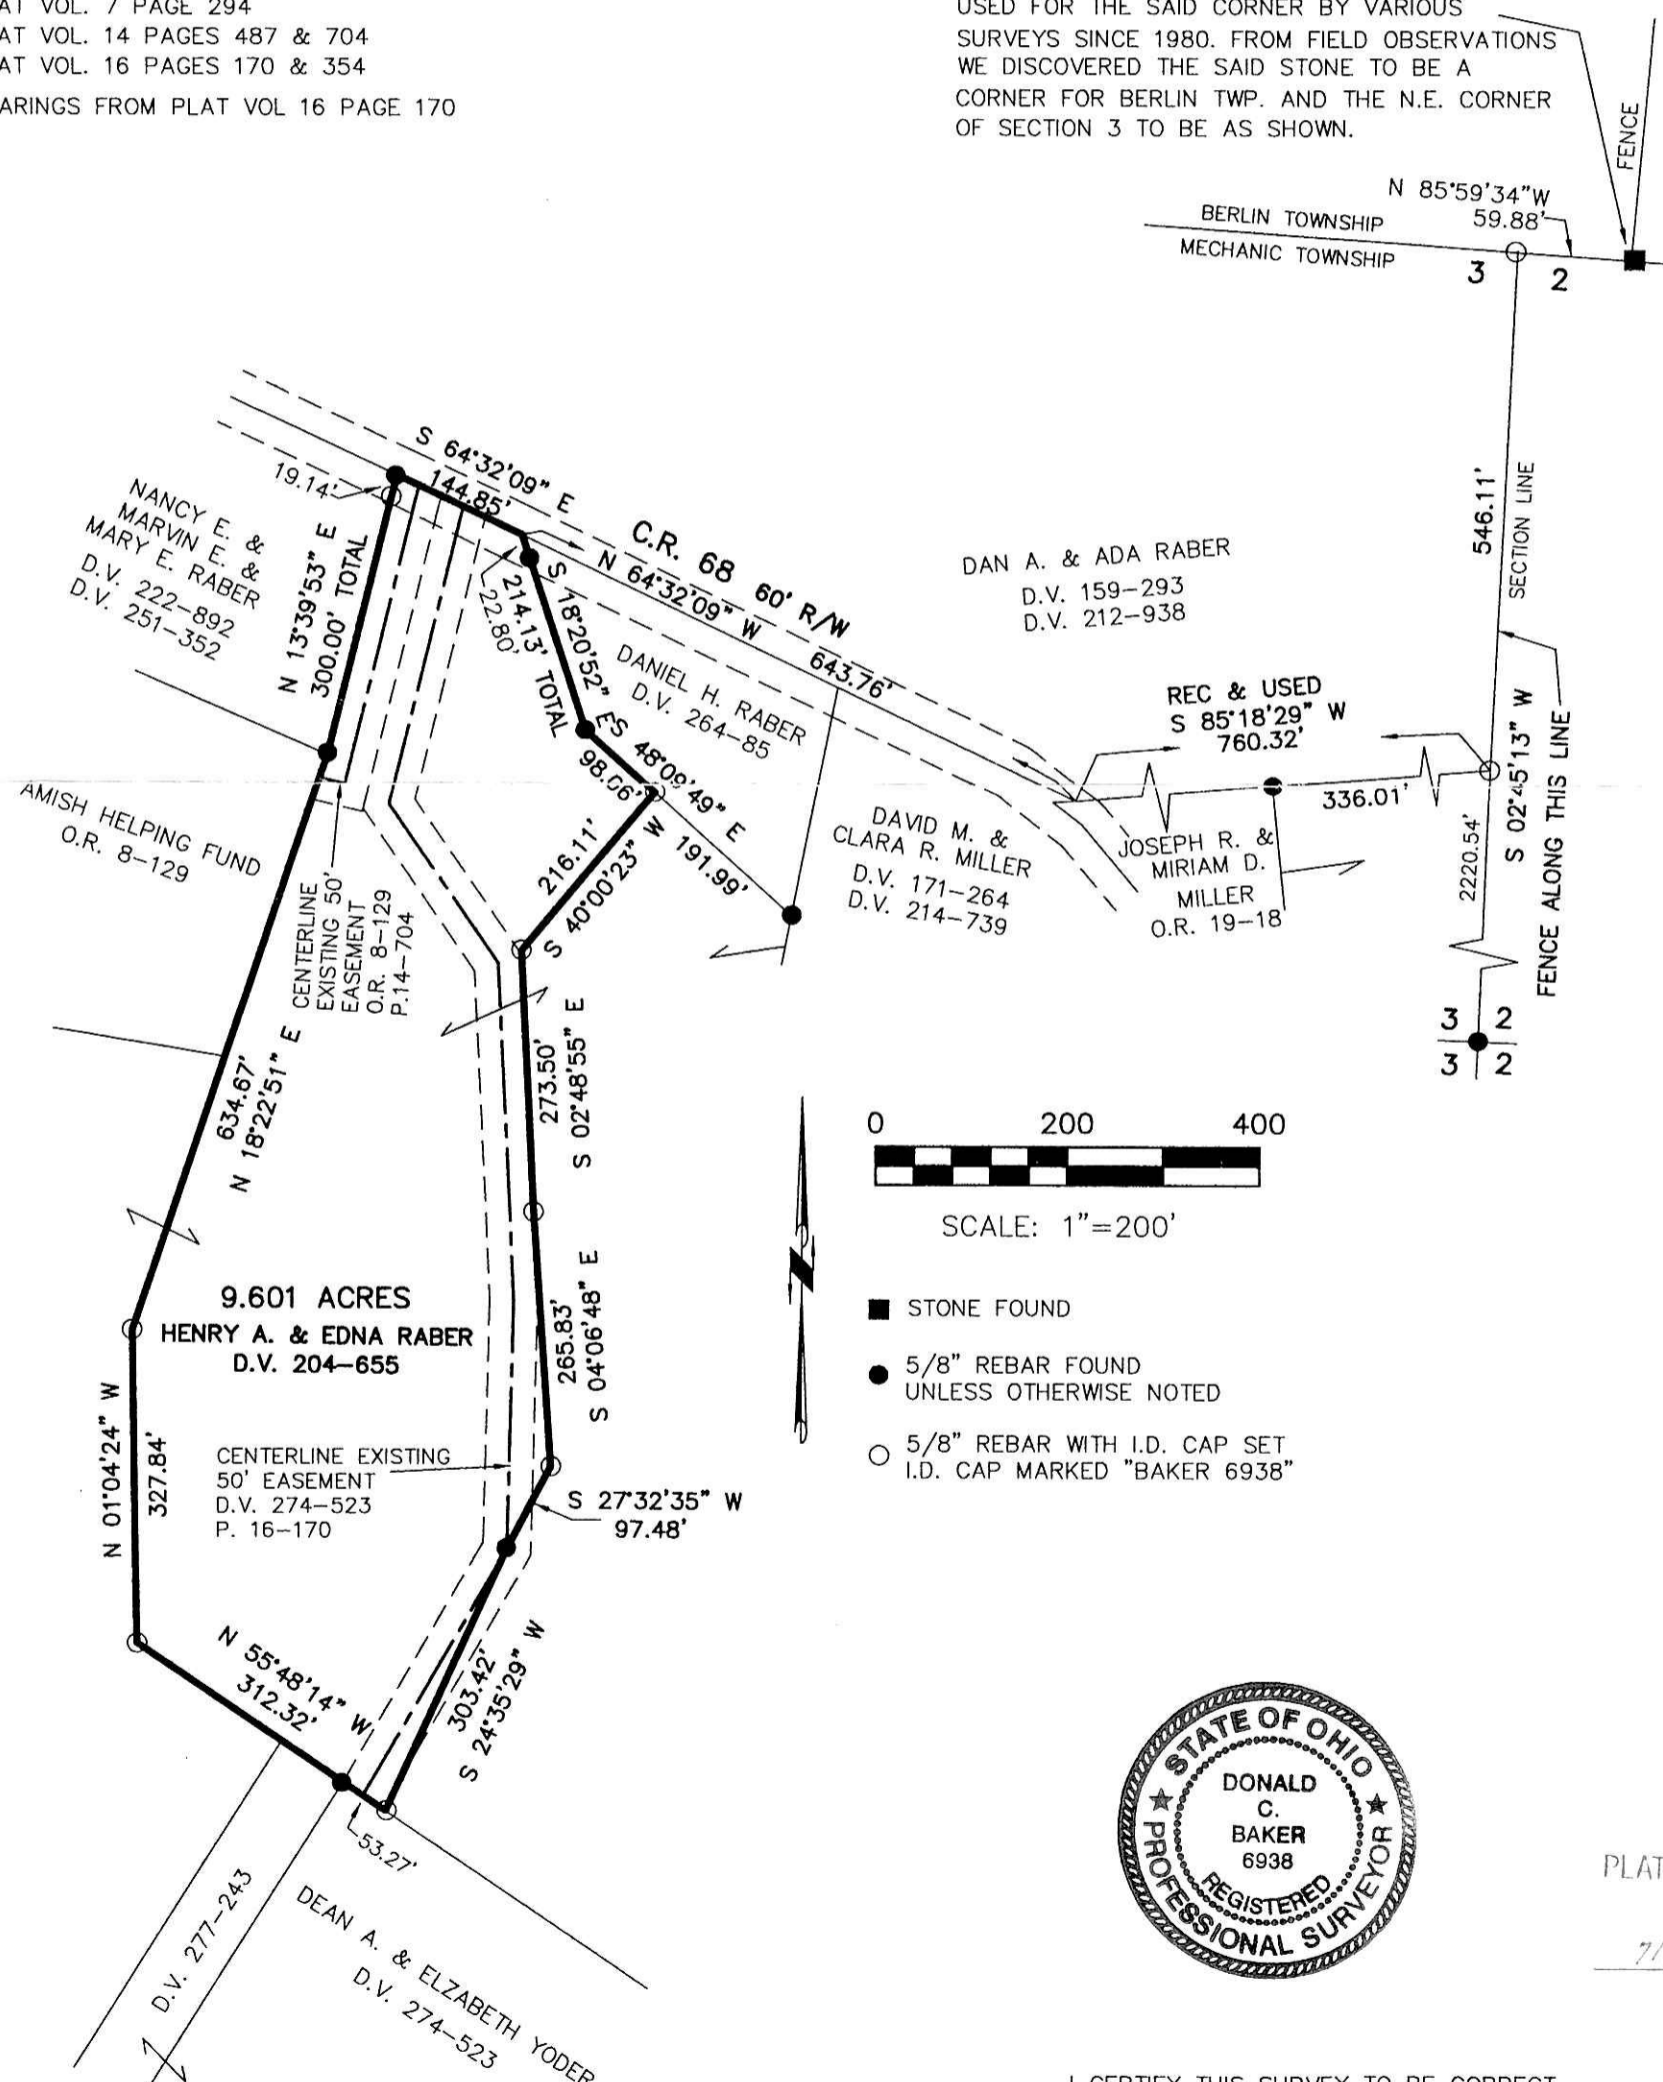 AT VOL. 7 PAGE 294
AT VOL. 14 PAGES 487 & 704
AT VOL. 16 PAGES 170 & 354
ARINGS FROM PLAT VOL 16 PAGE 170
USED FOR THE SAID CORNER BY VARIOUS
SURVEYS SINCE 1980. FROM FIELD OBSERVATIONS
WE DISCOVERED THE SAID STONE TO BE A
CORNER FOR BERLIN TWP. AND THE N.E. CORNER
OF SECTION 3 TO BE AS SHOWN.
FENCE
N 85°59'34"W
59.88'
BERLIN TOWNSHIP
MECHANIC TOWNSHIP
3 2
546.11'
SECTION LINE
S 02°45'13" W
FENCE ALONG THIS LINE
2220.54'
3 2
3 2
S 64°32'09" E
144.85'
19.14'
C.R. 68 60' R/W
N 64°32'09" W 643.76'
NANCY E. &
MARVIN E. &
MARY E. RABER
D.V. 222-892
D.V. 251-352
N 13°39'53" E
300.00' TOTAL
S 18°20'52" E
214.13' TOTAL
22.80'
DANIEL H. RABER
D.V. 264-85
DAN A. & ADA RABER
D.V. 159-293
D.V. 212-938
REC & USED
S 85°18'29" W
760.32'
336.01'
S 48°09'49" E
98.06'
191.99'
DAVID M. &
CLARA R. MILLER
D.V. 171-264
D.V. 214-739
JOSEPH R. &
MIRIAM D.
MILLER
O.R. 19-18
AMISH HELPING FUND
O.R. 8-129
216.11'
S 40°00'23" W
CENTERLINE
EXISTING 50'
EASEMENT
O.R. 8-129
P.14-704
634.67'
N 18°22'51" E
273.50'
S 02°48'55" E
0 200 400
SCALE: 1"=200'
N
STONE FOUND
5/8" REBAR FOUND
UNLESS OTHERWISE NOTED
5/8" REBAR WITH I.D. CAP SET
I.D. CAP MARKED "BAKER 6938"
9.601 ACRES
HENRY A. & EDNA RABER
D.V. 204-655
265.83'
S 04°06'48" E
N 01°04'24" W
327.84'
CENTERLINE EXISTING
50' EASEMENT
D.V. 274-523
P. 16-170
S 27°32'35" W
97.48'
N 55°48'14" W
312.32'
303.42'
S 24°35'29" W
53.27'
D.V. 277-243
DEAN A. & ELZABETH YODER
D.V. 274-523
STATE OF OHIO
DONALD
C.
BAKER
6938
REGISTERED
PROFESSIONAL SURVEYOR
PLAT
I CERTIFY THIS SURVEY TO BE CORRECT